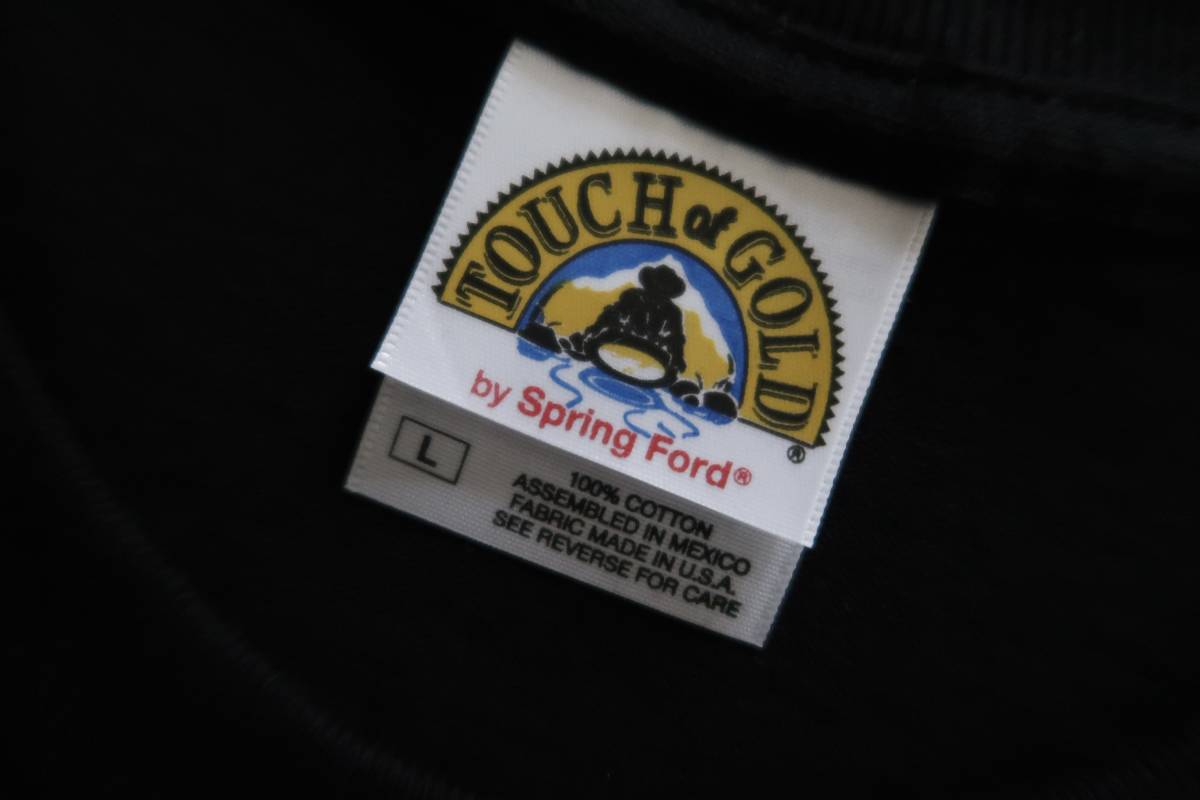 TOUCH of GOLD®
by Spring Ford®
L
100% COTTON
ASSEMBLED IN MEXICO
FABRIC MADE IN U.S.A.
SEE REVERSE FOR CARE